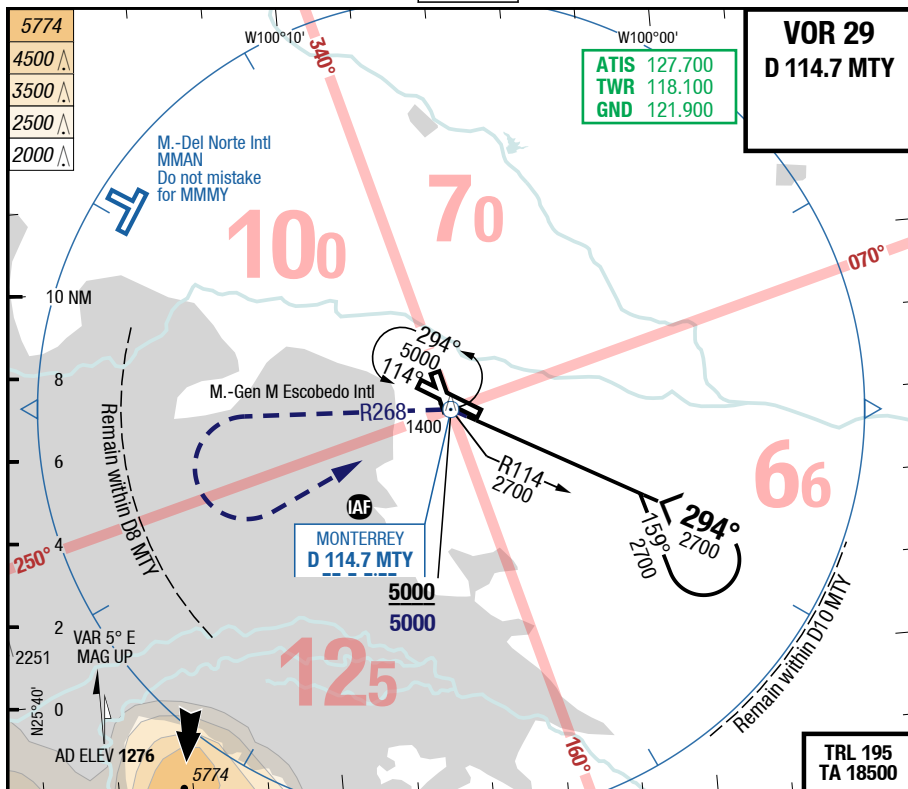 5774
4500
3500
2500
2000
W100°10'
340°
W100°00'
ATIS 127.700
TWR 118.100
GND 121.900
VOR 29
D 114.7 MTY
M.-Del Norte Intl
MMAN
Do not mistake
for MMMY
100
70
070°
10 NM
8
6
4
2
0
294°
5000
114°
M.-Gen M Escobedo Intl
R268
1400
R114
2700
66
Remain within D8 MTY
IAF
294°
2700
159°
2700
250°
MONTERREY
D 114.7 MTY
5000
5000
125
Remain within D10 MTY
VAR 5° E
MAG UP
2251
N25°40'
AD ELEV 1276
5774
160°
TRL 195
TA 18500